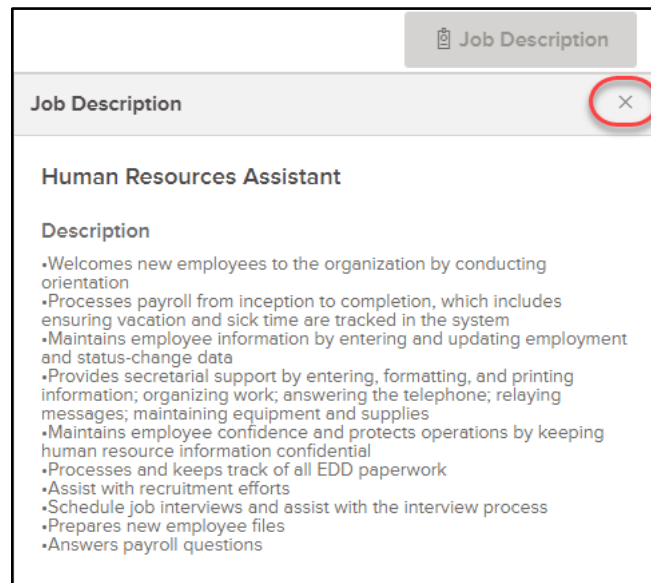 Job Description
Job Description
Human Resources Assistant
Description
•Welcomes new employees to the organization by conducting
orientation
•Processes payroll from inception to completion, which includes
ensuring vacation and sick time are tracked in the system
•Maintains employee information by entering and updating employment
and status-change data
•Provides secretarial support by entering, formatting, and printing
information; organizing work; answering the telephone; relaying
messages; maintaining equipment and supplies
•Maintains employee confidence and protects operations by keeping
human resource information confidential
•Processes and keeps track of all EDD paperwork
•Assist with recruitment efforts
•Schedule job interviews and assist with the interview process
•Prepares new employee files
•Answers payroll questions